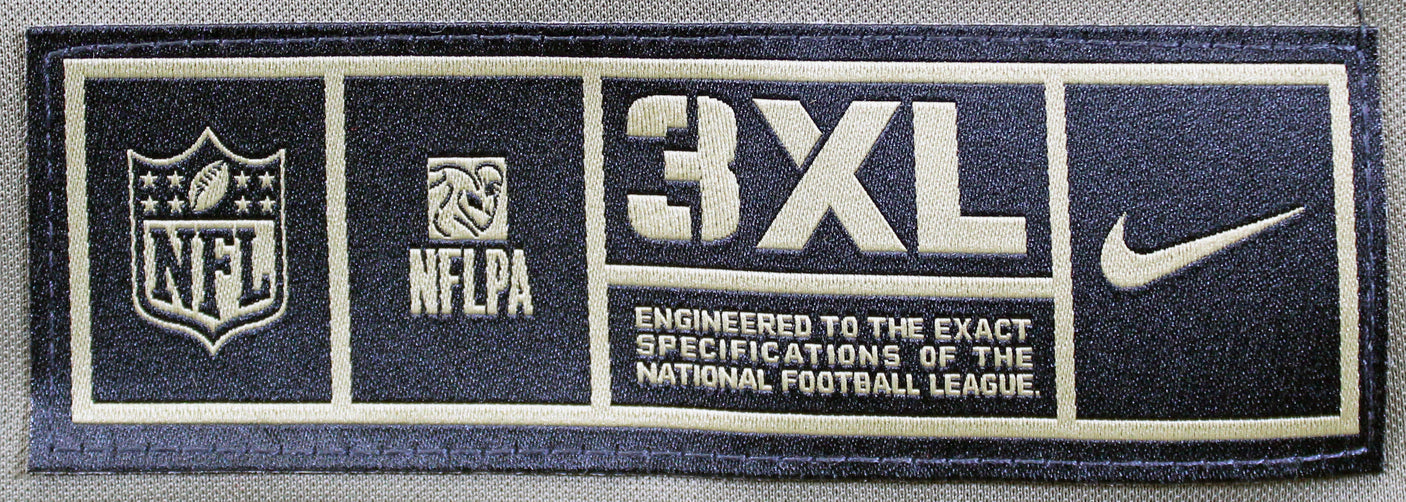 NFL
NFLPA
3XL
ENGINEERED TO THE EXACT
SPECIFICATIONS OF THE
NATIONAL FOOTBALL LEAGUE.